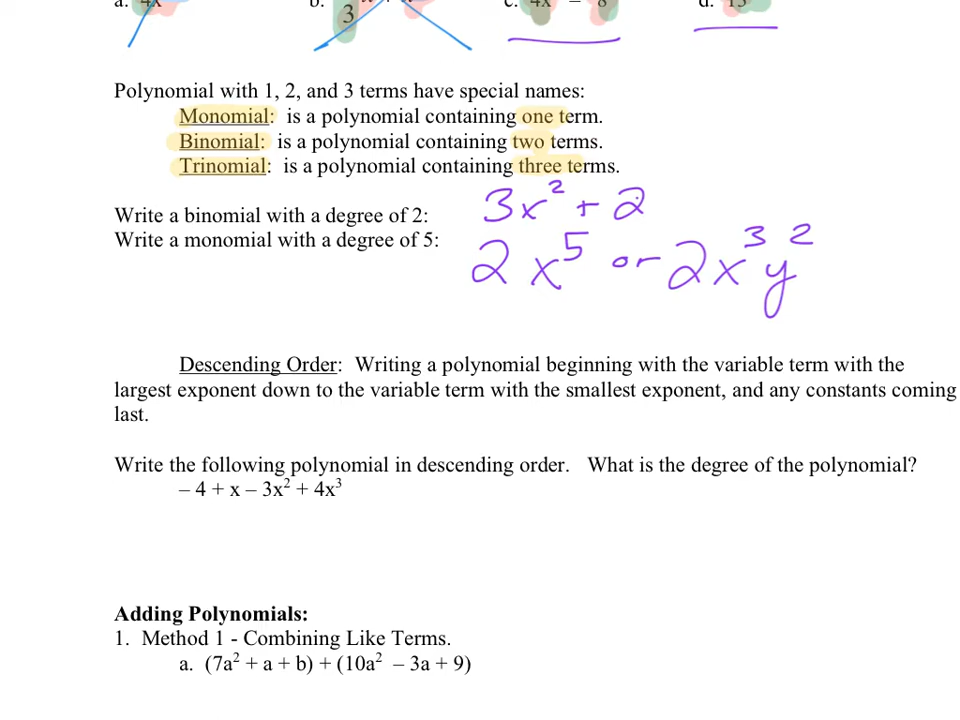 a. 4x b. 3 c. 4x – 8 d. 15
Polynomial with 1, 2, and 3 terms have special names:
Monomial: is a polynomial containing one term.
Binomial: is a polynomial containing two terms.
Trinomial: is a polynomial containing three terms.
Write a binomial with a degree of 2: 3x² + 2
Write a monomial with a degree of 5: 2x⁵ or 2x³y²
Descending Order: Writing a polynomial beginning with the variable term with the
largest exponent down to the variable term with the smallest exponent, and any constants coming
last.
Write the following polynomial in descending order. What is the degree of the polynomial?
– 4 + x – 3x² + 4x³
Adding Polynomials:
1. Method 1 - Combining Like Terms.
a. (7a² + a + b) + (10a² – 3a + 9)